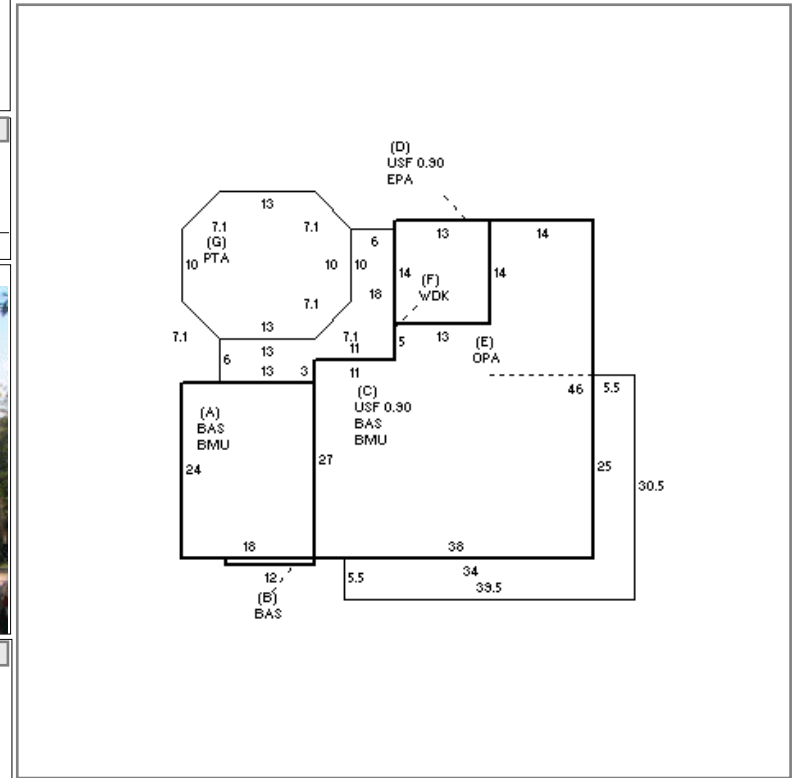 (D)
USF 0.90
EPA
13
7.1
7.1
(G)
PTA
10
10
10
6
13
14
14
14
18
(F)
WDK
7.1
13
7.1
7.1
11
5
13
(E)
OPA
6
13
13
3
11
46
5.5
(A)
BAS
BMU
(C)
USF 0.90
BAS
BMU
24
27
25
30.5
18
38
12
5.5
34
39.5
(B)
BAS